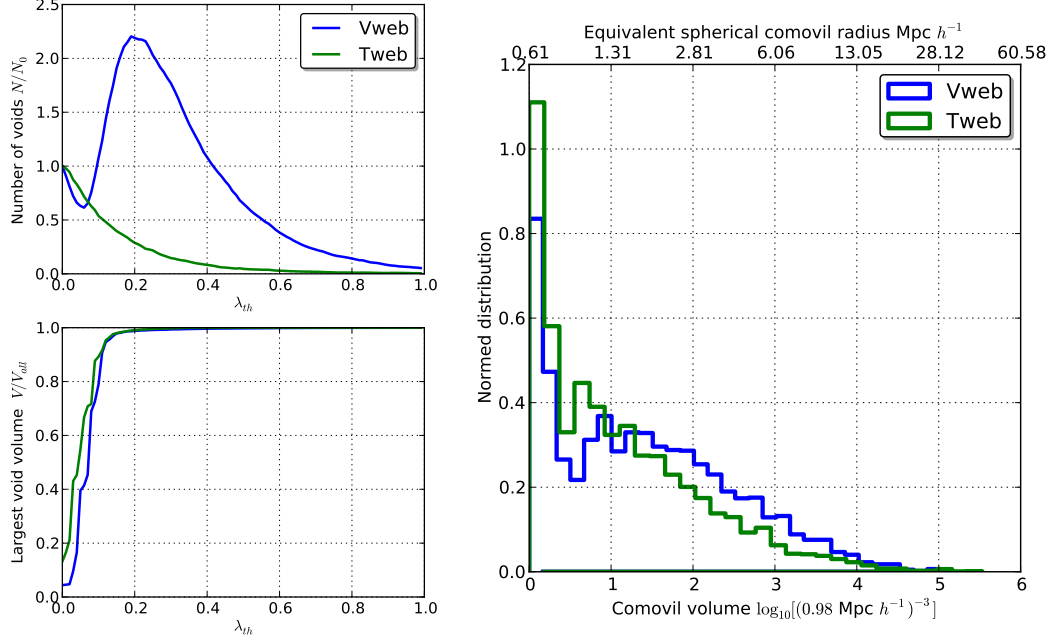 2.5
2.0
1.5
1.0
0.5
0.0
Number of voids N/N₀
Vweb
Tweb
0.0 0.2 0.4 0.6 0.8 1.0
λ_th
1.0
0.8
0.6
0.4
0.2
0.0
Largest void volume V/V_all
0.0 0.2 0.4 0.6 0.8 1.0
λ_th
Equivalent spherical comovil radius Mpc h⁻¹
0.61 1.31 2.81 6.06 13.05 28.12 60.58
1.2
1.0
0.8
0.6
0.4
0.2
0.0
Normed distribution
Vweb
Tweb
0 1 2 3 4 5 6
Comovil volume log₁₀[(0.98 Mpc h⁻¹)⁻³]